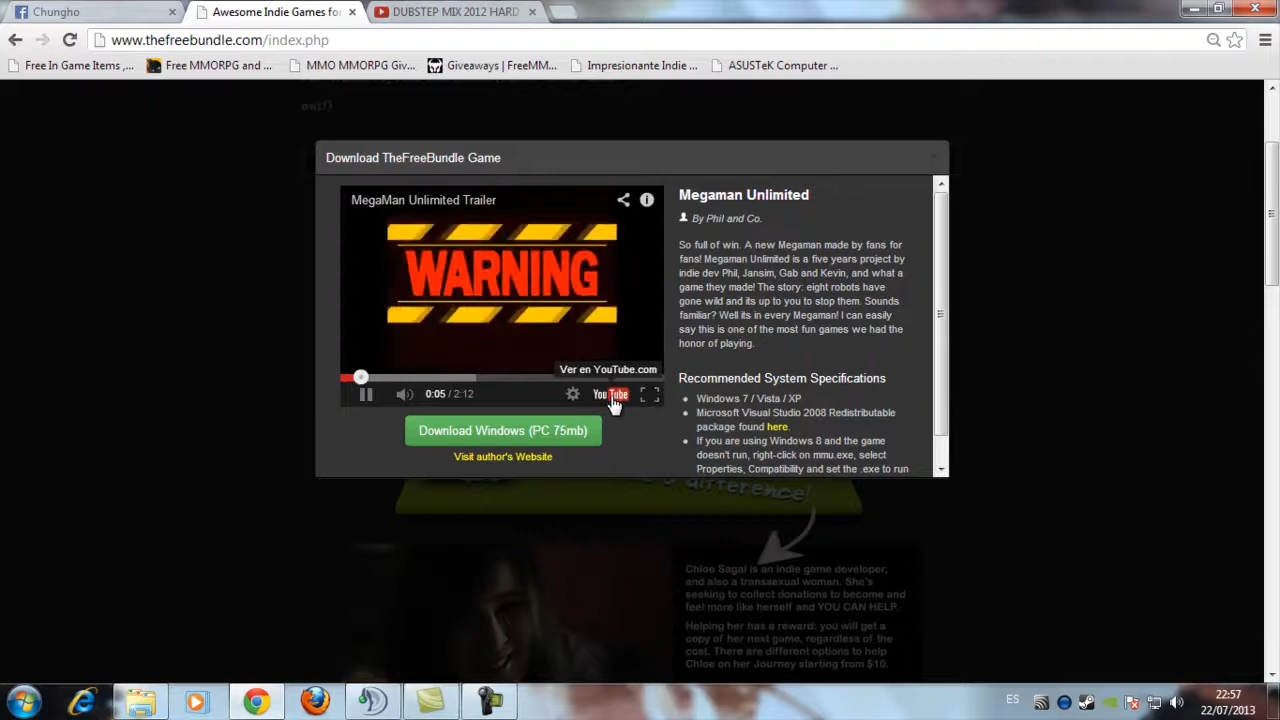 Chungho
Awesome Indie Games fo
DUBSTEP MIX 2012 HARD
www.thefreebundle.com/index.php
Free In Game Items ,...
Free MMORPG and ...
MMO MMORPG Giv...
Giveaways | FreeMM...
Impresionante Indie ...
ASUSTeK Computer ...
out!)
Download TheFreeBundle Game
MegaMan Unlimited Trailer
WARNING
Ver en YouTube.com
0:05 / 2:12
YouTube
Download Windows (PC 75mb)
Visit author's Website
Megaman Unlimited
By Phil and Co.
So full of win. A new Megaman made by fans for
fans! Megaman Unlimited is a five years project by
indie dev Phil, Jansim, Gab and Kevin, and what a
game they made! The story: eight robots have
gone wild and its up to you to stop them. Sounds
familiar? Well its in every Megaman! I can easily
say this is one of the most fun games we had the
honor of playing.
Recommended System Specifications
Windows 7 / Vista / XP
Microsoft Visual Studio 2008 Redistributable
package found here.
If you are using Windows 8 and the game
doesn't run, right-click on mmu.exe, select
Properties, Compatibility and set the .exe to run
difference!
Chloe Sagal is an indie game developer,
and also a transsexual woman. She's
seeking to collect donations to become and
feel more like herself and YOU CAN HELP.
Helping her has a reward: you will get a
copy of her next game, regardless of the
cost. There are different options to help
Chloe on her Journey starting from $10.
ES
22:57
22/07/2013